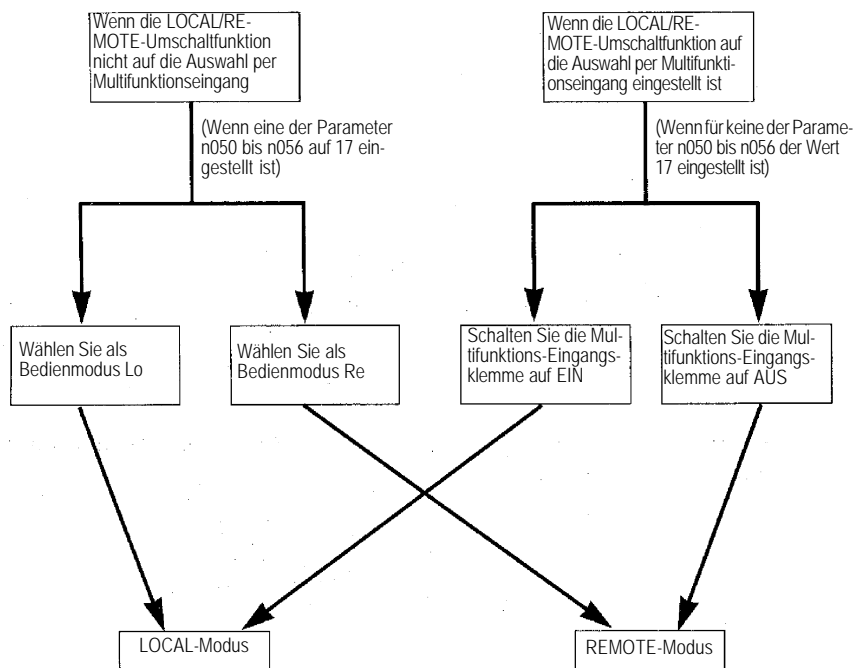 Wenn die LOCAL/RE-
MOTE-Umschaltfunktion
nicht auf die Auswahl per
Multifunktionseingang
Wenn die LOCAL/RE-
MOTE-Umschaltfunktion auf
die Auswahl per Multifunkti-
onseingang eingestellt ist
(Wenn eine der Parameter
n050 bis n056 auf 17 ein-
gestellt ist)
(Wenn für keine der Parame-
ter n050 bis n056 der Wert
17 eingestellt ist)
Wählen Sie als
Bedienmodus Lo
Wählen Sie als
Bedienmodus Re
Schalten Sie die Mul-
tifunktions-Eingangs-
klemme auf EIN
Schalten Sie die Mul-
tifunktions-Eingangs-
klemme auf AUS
LOCAL-Modus
REMOTE-Modus